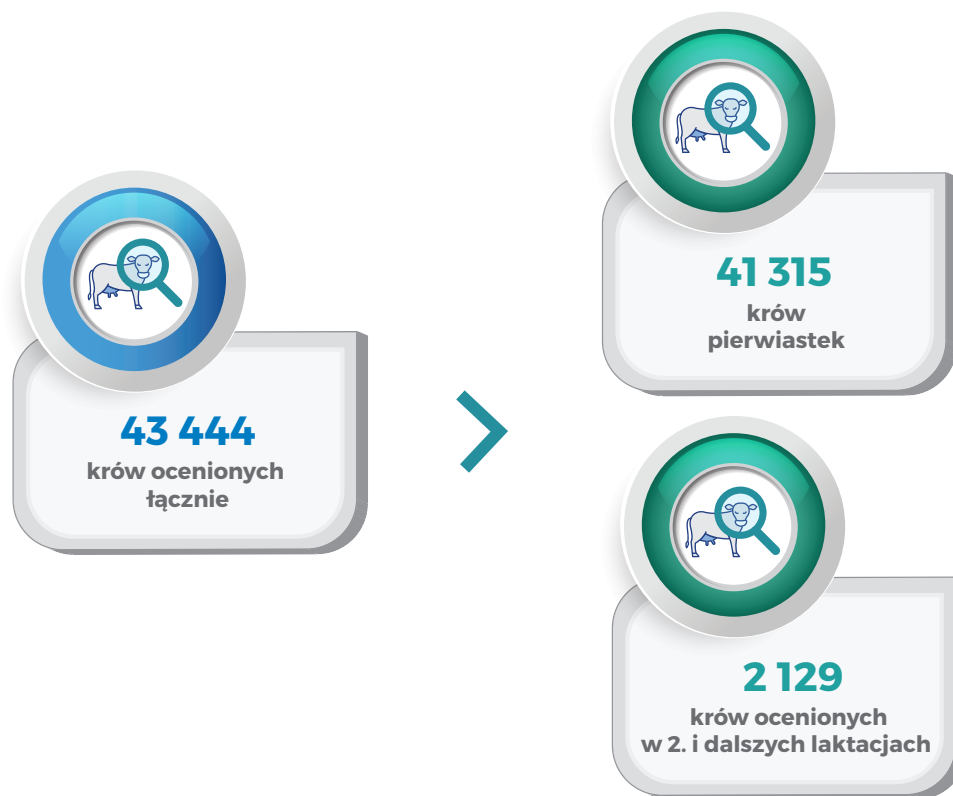 43 444
krów ocenionych
łącznie
41 315
krów
pierwiastek
2 129
krów ocenionych
w 2. i dalszych laktacjach